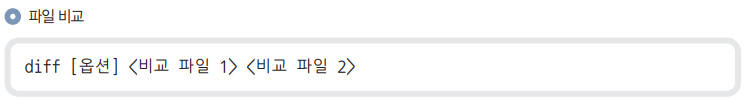 파일 비교
diff [옵션] <비교 파일 1> <비교 파일 2>